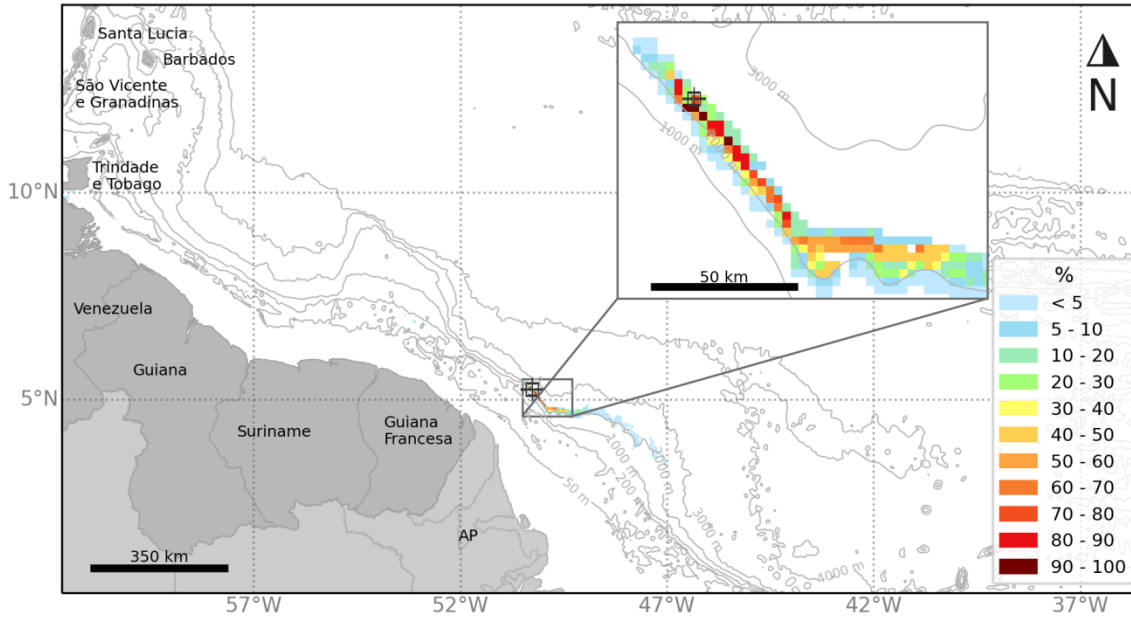 Santa Lucia
Barbados
São Vicente
e Granadinas
Trindade
e Tobago
N
3000 m
1000 m
50 km
10°N
5°N
Venezuela
Guiana
Suriname
Guiana
Francesa
AP
50 m
1000 m
3000 m
4000 m
350 km
%
< 5
5 - 10
10 - 20
20 - 30
30 - 40
40 - 50
50 - 60
60 - 70
70 - 80
80 - 90
90 - 100
57°W
52°W
47°W
42°W
37°W